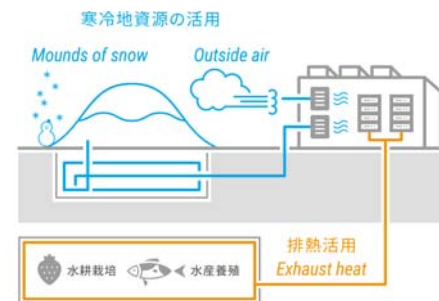 寒冷地資源の活用
Mounds of snow
Outside air
排熱活用
Exhaust heat
水耕栽培
水産養殖